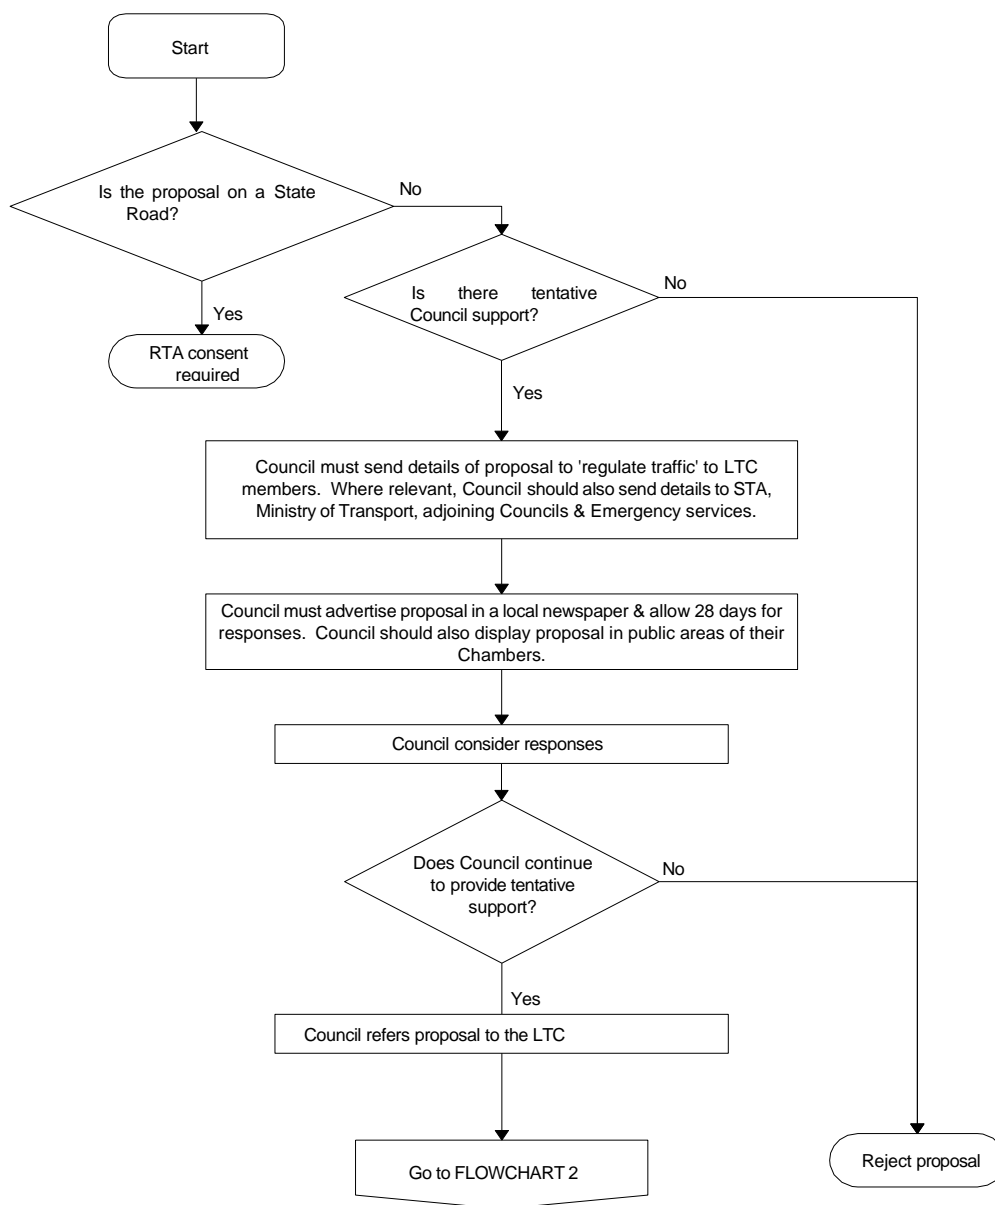 Start
Is the proposal on a State
Road?
No
Yes
RTA consent
required
Is there tentative
Council support?
No
Yes
Council must send details of proposal to 'regulate traffic' to LTC
members. Where relevant, Council should also send details to STA,
Ministry of Transport, adjoining Councils & Emergency services.
Council must advertise proposal in a local newspaper & allow 28 days for
responses. Council should also display proposal in public areas of their
Chambers.
Council consider responses
Does Council continue
to provide tentative
support?
No
Yes
Council refers proposal to the LTC
Go to FLOWCHART 2
Reject proposal